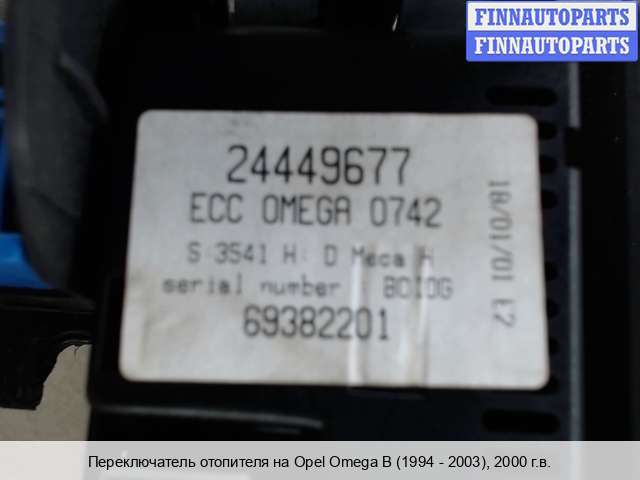 FINNAUTOPARTS
FINNAUTOPARTS
24449677
ECC OMEGA 0742
S:3541 H: D Meca H
serial number :
69382201
18/01/01
Переключатель отопителя на Opel Omega B (1994 - 2003), 2000 г.в.